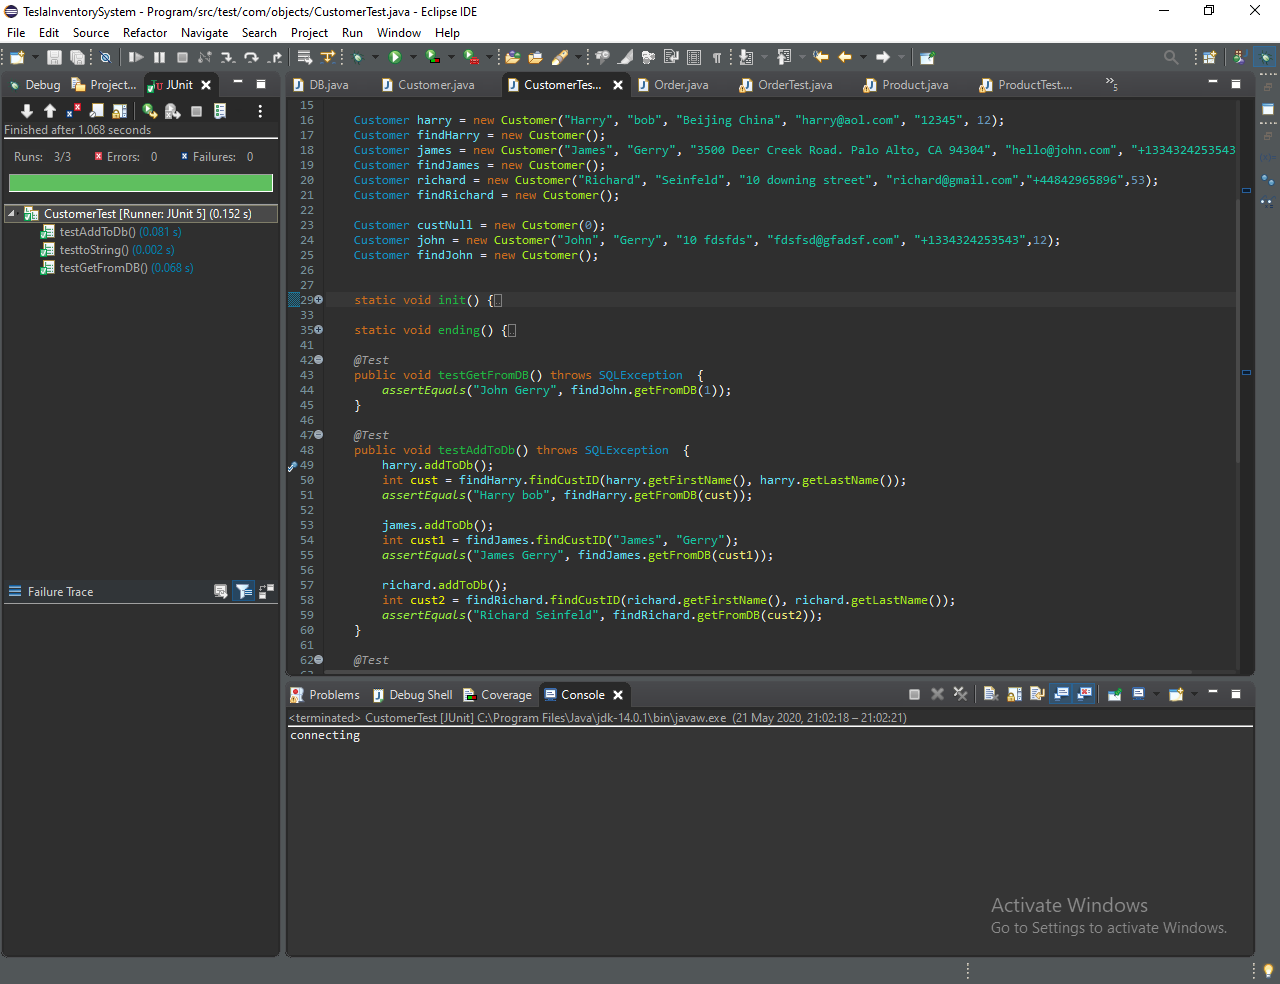 TeslaInventorySystem - Program/src/test/com/objects/CustomerTest.java - Eclipse IDE
File Edit Source Refactor Navigate Search Project Run Window Help
Debug Project... JUnit
Finished after 1.068 seconds
Runs: 3/3 Errors: 0 Failures: 0
CustomerTest [Runner: JUnit 5] (0.152 s)
testAddToDb() (0.081 s)
testtoString() (0.002 s)
testGetFromDB() (0.068 s)
Failure Trace
DB.java Customer.java CustomerTes... Order.java OrderTest.java Product.java ProductTest.... »5
15
16 Customer harry = new Customer("Harry", "bob", "Beijing China", "harry@aol.com", "12345", 12);
17 Customer findHarry = new Customer();
18 Customer james = new Customer("James", "Gerry", "3500 Deer Creek Road. Palo Alto, CA 94304", "hello@john.com", "+1334324253543
19 Customer findJames = new Customer();
20 Customer richard = new Customer("Richard", "Seinfeld", "10 downing street", "richard@gmail.com","+44842965896",53);
21 Customer findRichard = new Customer();
22
23 Customer custNull = new Customer(0);
24 Customer john = new Customer("John", "Gerry", "10 fdsfds", "fdsfsd@gfadsf.com", "+1334324253543",12);
25 Customer findJohn = new Customer();
26
27
29 static void init() {
33
35 static void ending() {
41
42 @Test
43 public void testGetFromDB() throws SQLException {
44 assertEquals("John Gerry", findJohn.getFromDB(1));
45 }
46
47 @Test
48 public void testAddToDb() throws SQLException {
49 harry.addToDb();
50 int cust = findHarry.findCustID(harry.getFirstName(), harry.getLastName());
51 assertEquals("Harry bob", findHarry.getFromDB(cust));
52
53 james.addToDb();
54 int cust1 = findJames.findCustID("James", "Gerry");
55 assertEquals("James Gerry", findJames.getFromDB(cust1));
56
57 richard.addToDb();
58 int cust2 = findRichard.findCustID(richard.getFirstName(), richard.getLastName());
59 assertEquals("Richard Seinfeld", findRichard.getFromDB(cust2));
60 }
61
62 @Test
Problems Debug Shell Coverage Console
<terminated> CustomerTest [JUnit] C:\Program Files\Java\jdk-14.0.1\bin\javaw.exe (21 May 2020, 21:02:18 – 21:02:21)
connecting
Activate Windows
Go to Settings to activate Windows.